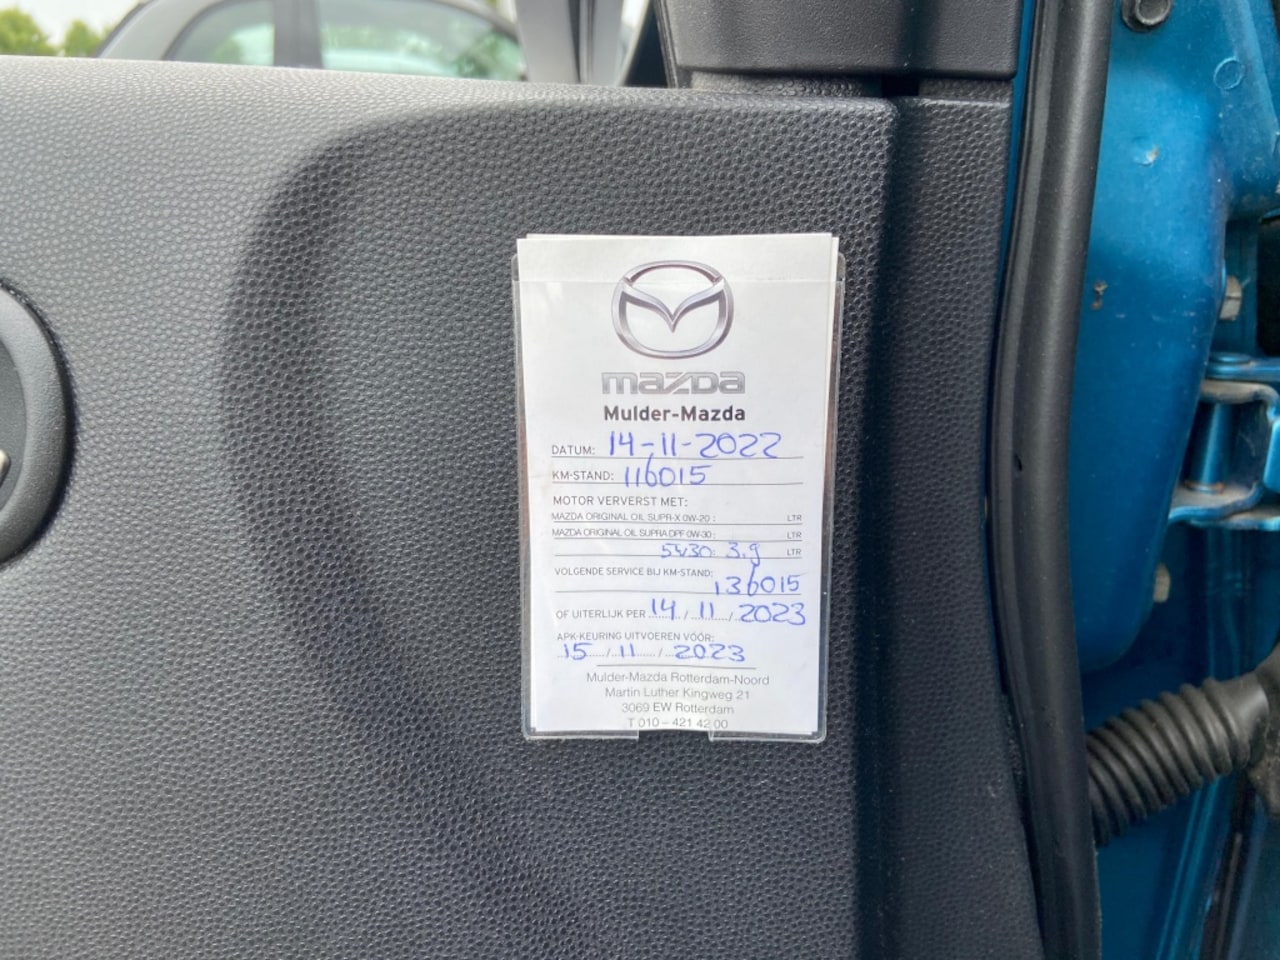 mazda
Mulder-Mazda
DATUM: 14-11-2022
KM-STAND: 116015
MOTOR VERVERST MET:
MAZDA ORIGINAL OIL SUPR-X 0W-20 : LTR
MAZDA ORIGINAL OIL SUPRA DPF 0W-30 : LTR
5W30: 3.9 LTR
VOLGENDE SERVICE BIJ KM-STAND:
136015
OF UITERLIJK PER 14 / 11 / 2023
APK-KEURING UITVOEREN VÓÓR:
15 / 11 / 2023
Mulder-Mazda Rotterdam-Noord
Martin Luther Kingweg 21
3069 EW Rotterdam
T 010 – 421 42 00